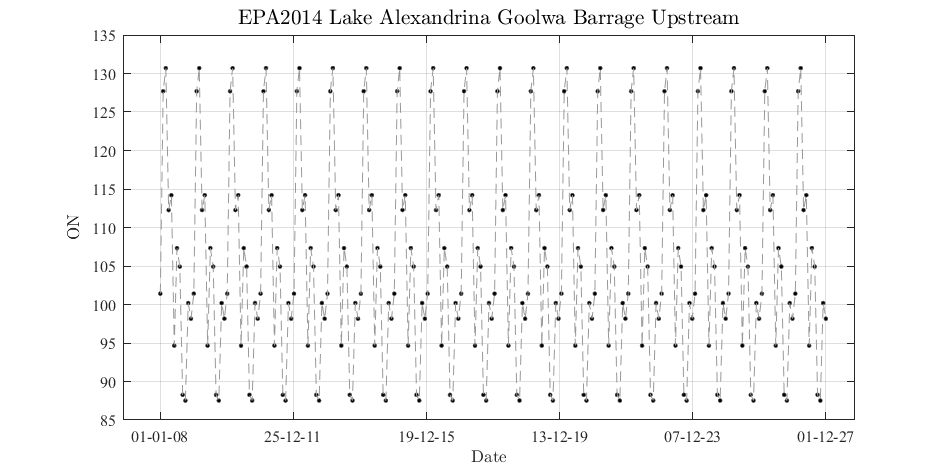 EPA2014 Lake Alexandrina Goolwa Barrage Upstream
135
130
125
120
115
110
105
100
95
90
85
ON
01-01-08 25-12-11 19-12-15 13-12-19 07-12-23 01-12-27
Date